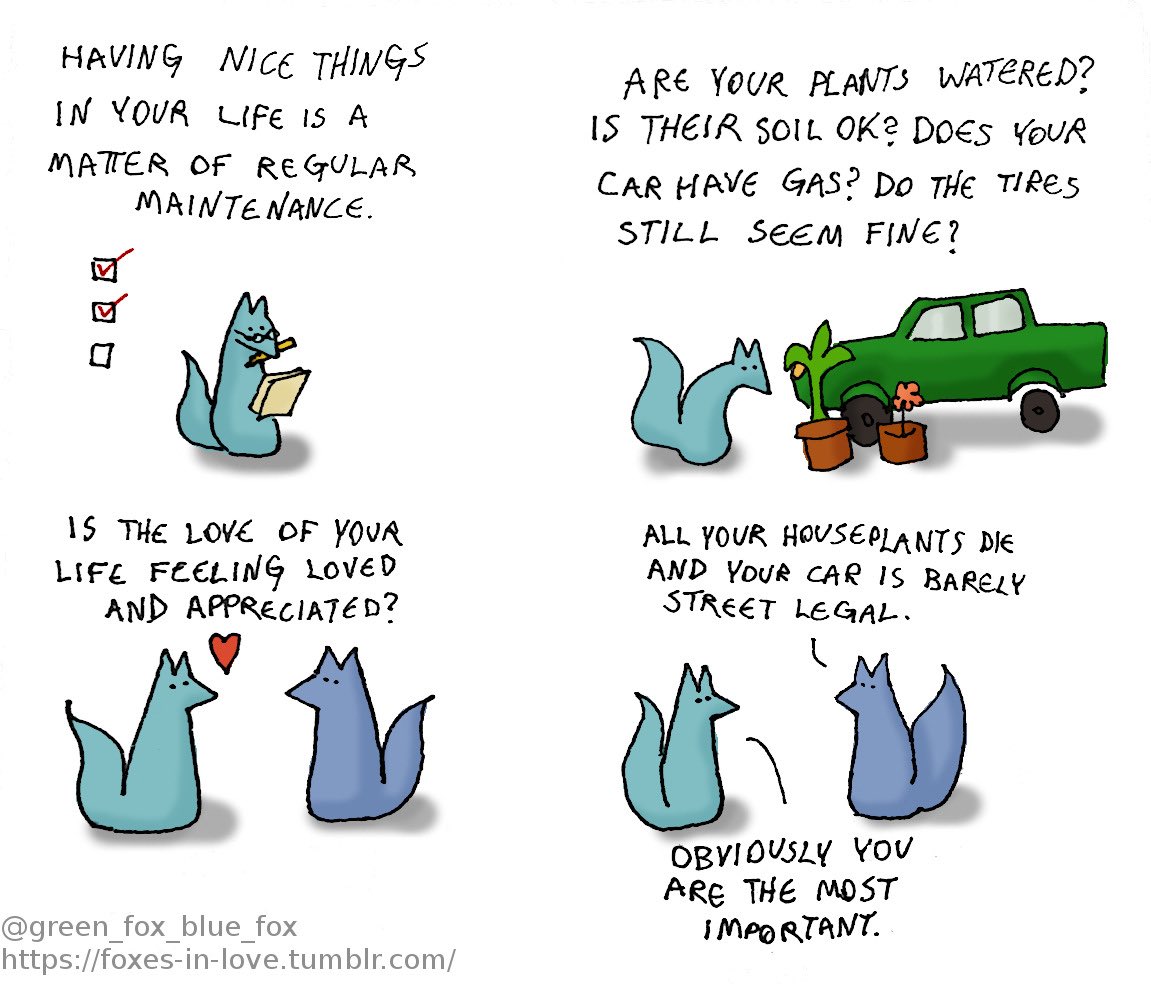 HAVING NICE THINGS
IN YOUR LIFE IS A
MATTER OF REGULAR
MAINTENANCE.
ARE YOUR PLANTS WATERED?
IS THEIR SOIL OK? DOES YOUR
CAR HAVE GAS? DO THE TIRES
STILL SEEM FINE?
IS THE LOVE OF YOUR
LIFE FEELING LOVED
AND APPRECIATED?
ALL YOUR HOUSEPLANTS DIE
AND YOUR CAR IS BARELY
STREET LEGAL.
OBVIOUSLY YOU
ARE THE MOST
IMPORTANT.
@green_fox_blue_fox
https://foxes-in-love.tumblr.com/